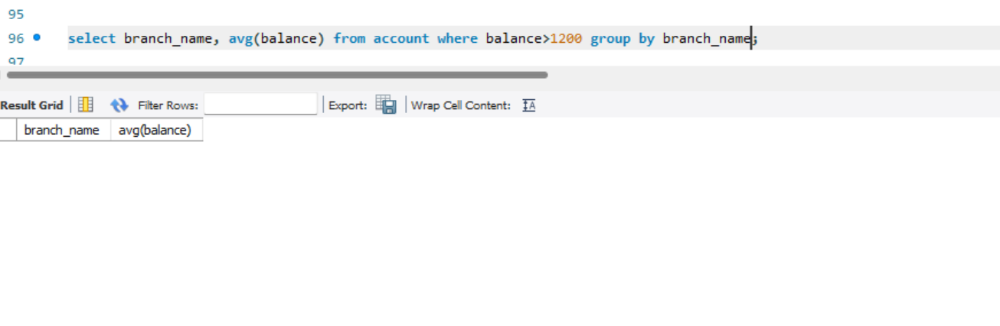 95
96 select branch_name, avg(balance) from account where balance>1200 group by branch_name;
97
Result Grid Filter Rows: Export: Wrap Cell Content: IA
branch_name avg(balance)